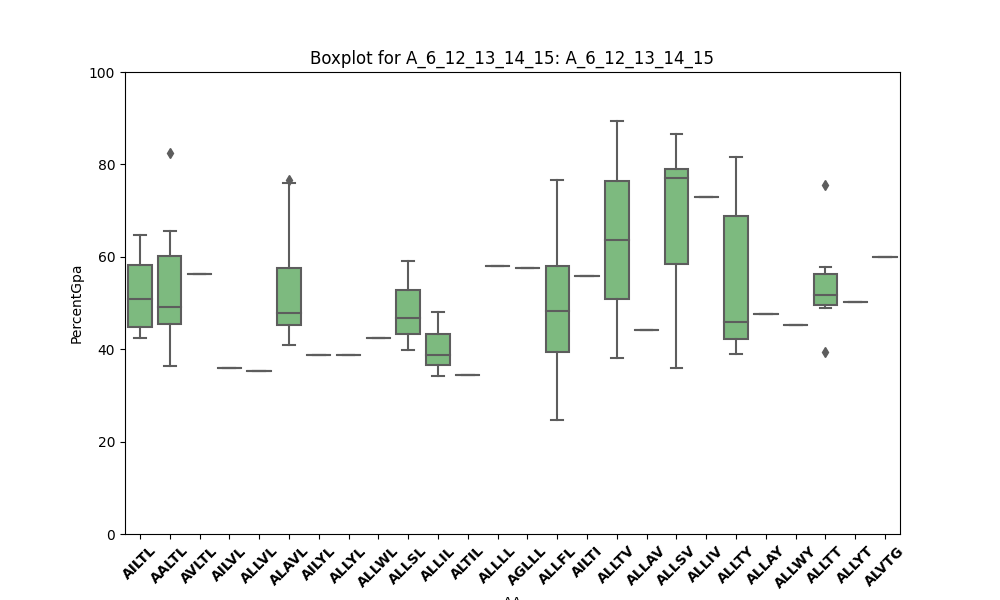 Boxplot for A_6_12_13_14_15: A_6_12_13_14_15
100
80
60
40
20
0
PercentGpa
AILTL AALTL AVLTL AILVL ALLVL ALAVL AILYL ALLYL ALLWL ALLSL ALLIL ALTIL ALLLL AGLLL ALLFL AILTI ALLTV ALLAV ALLSV ALLIV ALLTY ALLAY ALLWY ALLTT ALLYT ALVTG